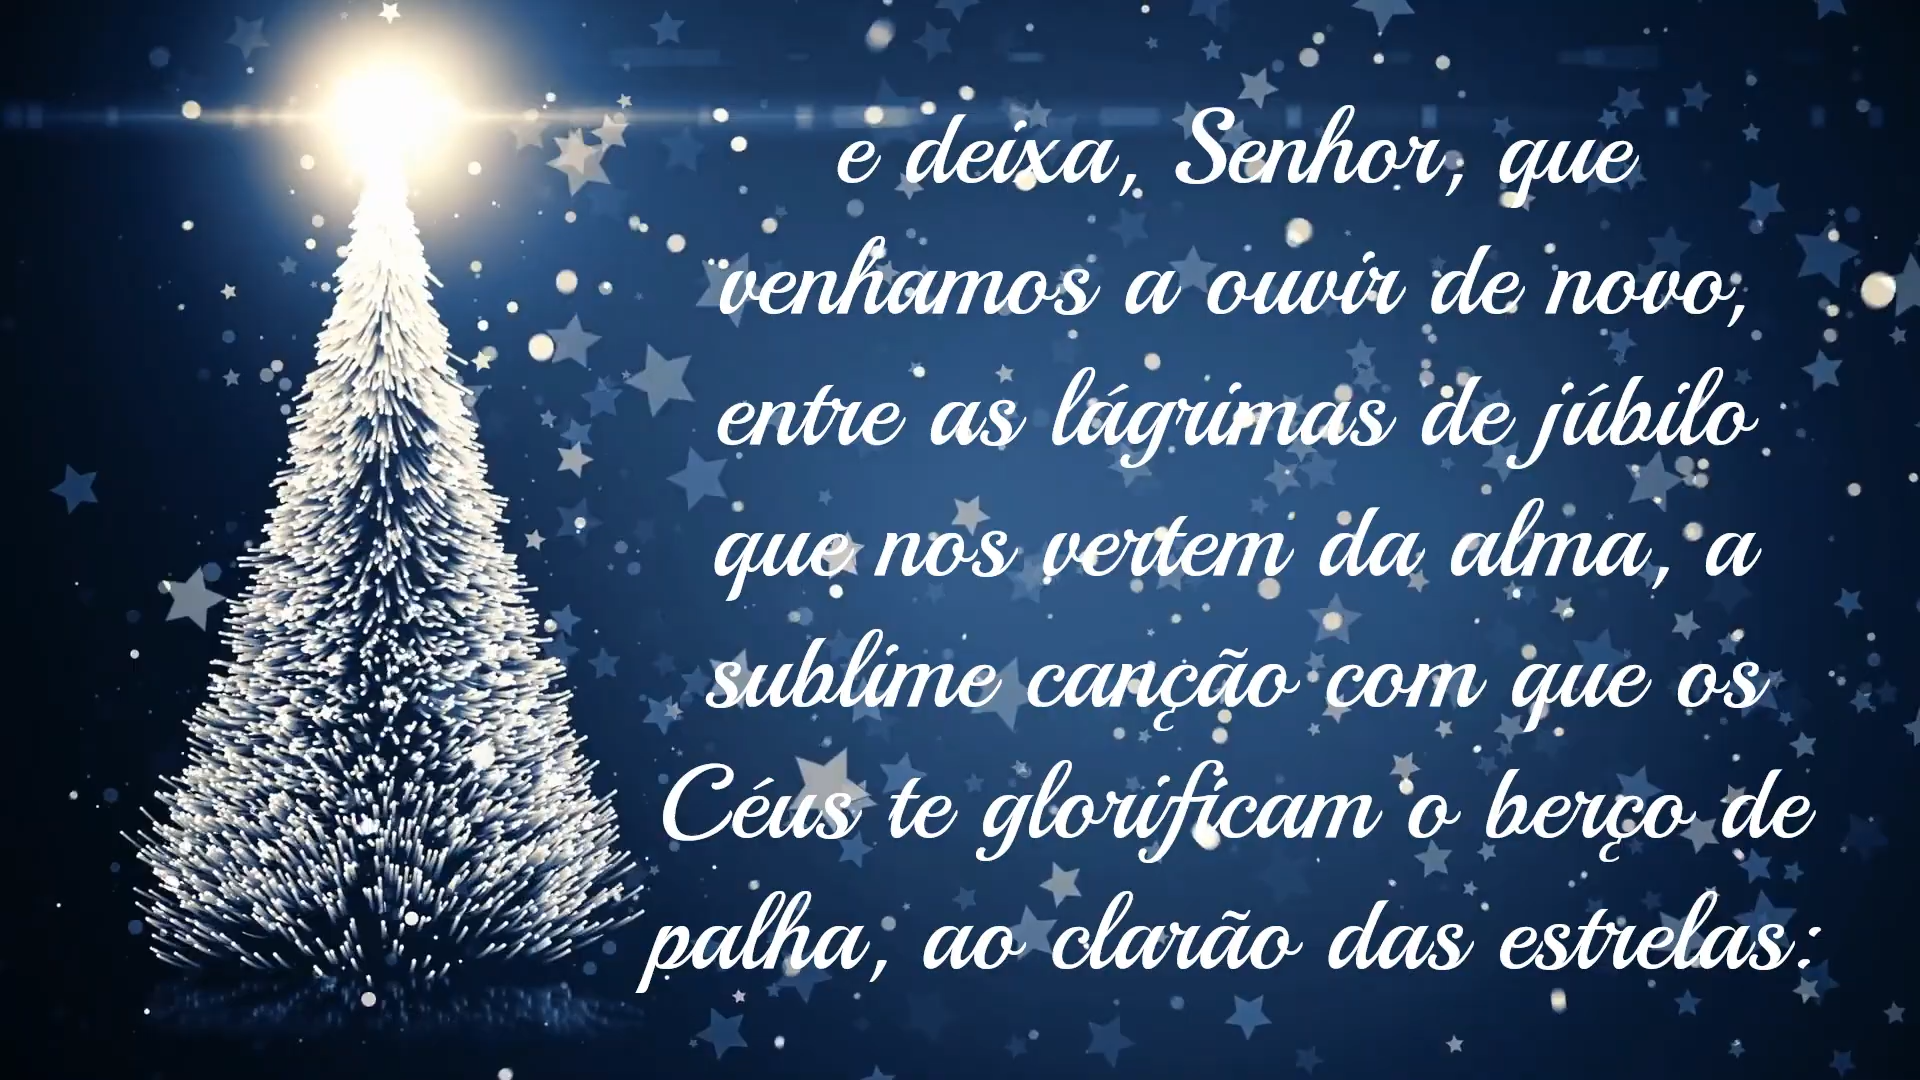 e deixa, Senhor, que
venhamos a ouvir de novo,
entre as lágrimas de júbilo
que nos vertem da alma, a
sublime canção com que os
Céus te glorificam o berço de
palha, ao clarão das estrelas: